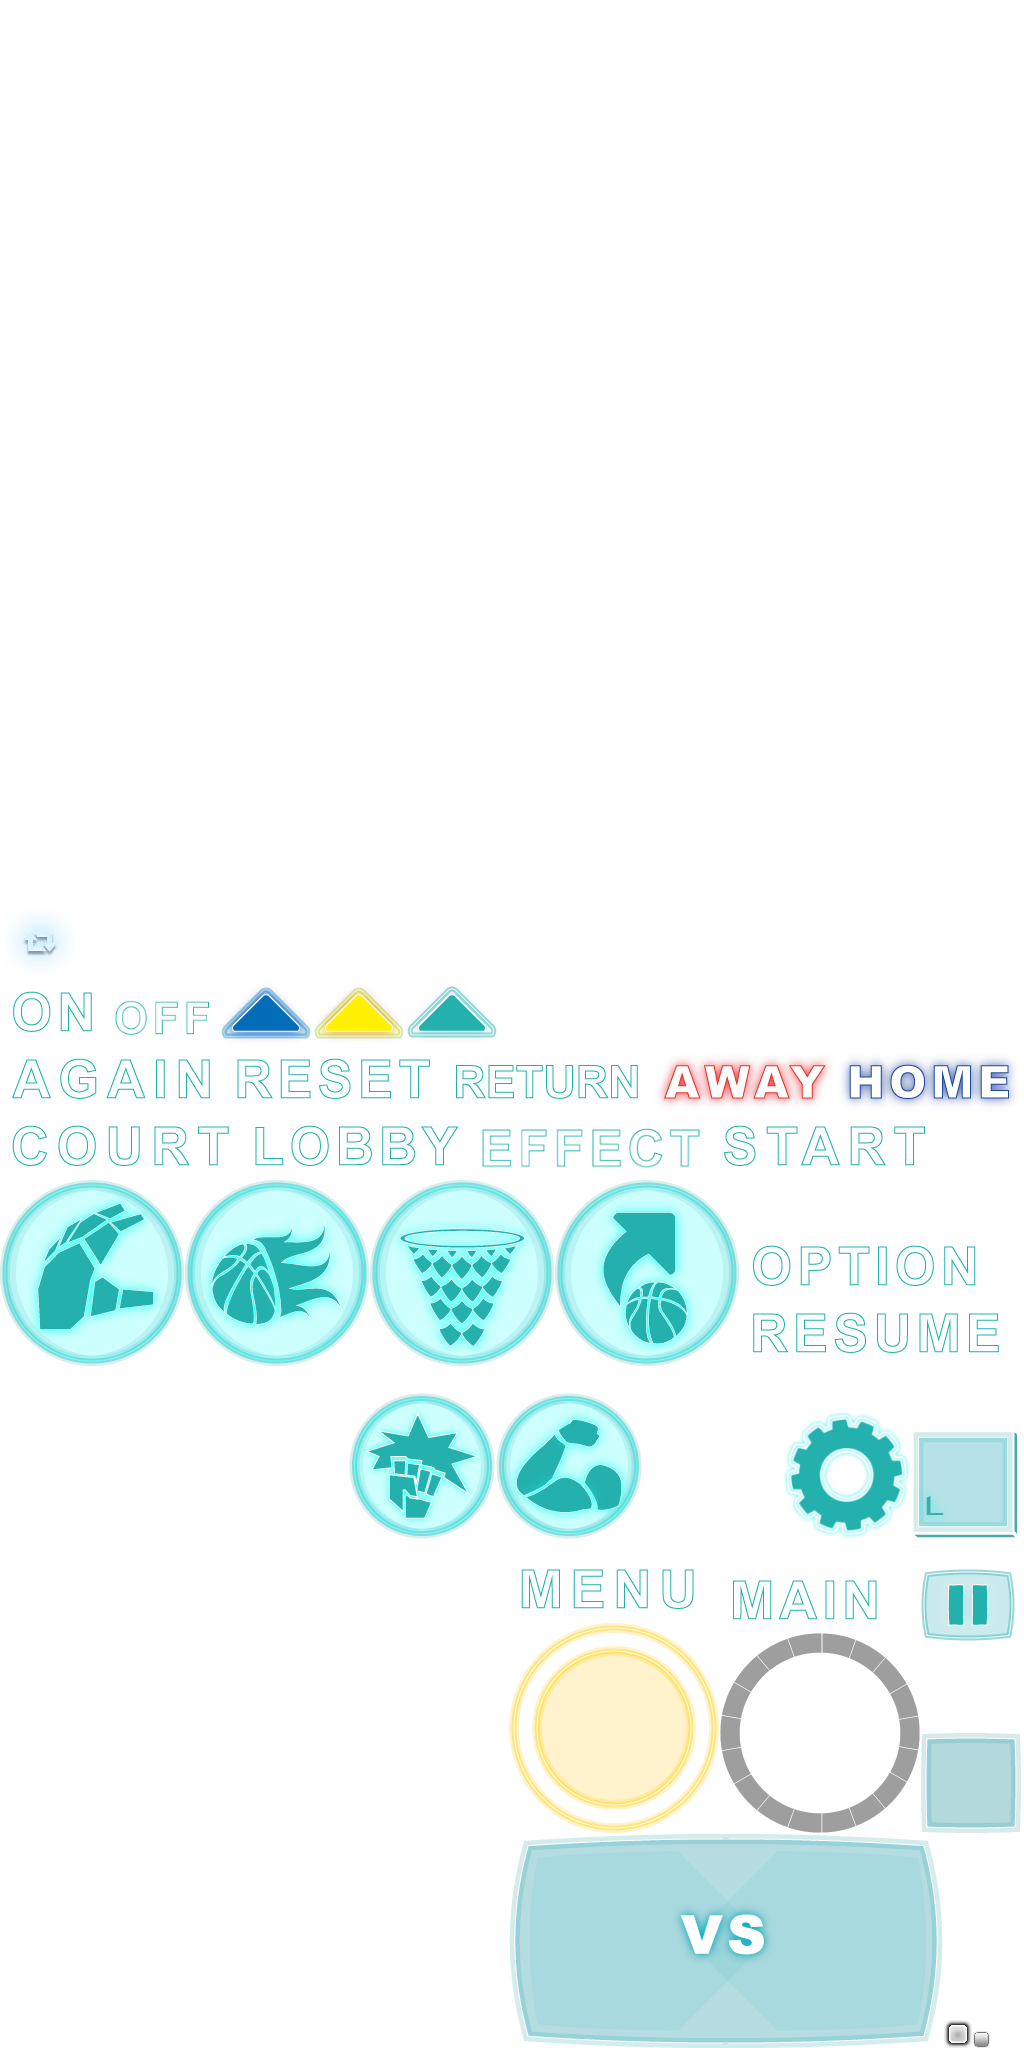 ON OFF
AGAIN RESET RETURN AWAY HOME
COURT LOBBY EFFECT START
OPTION
RESUME
L
MENU MAIN
VS